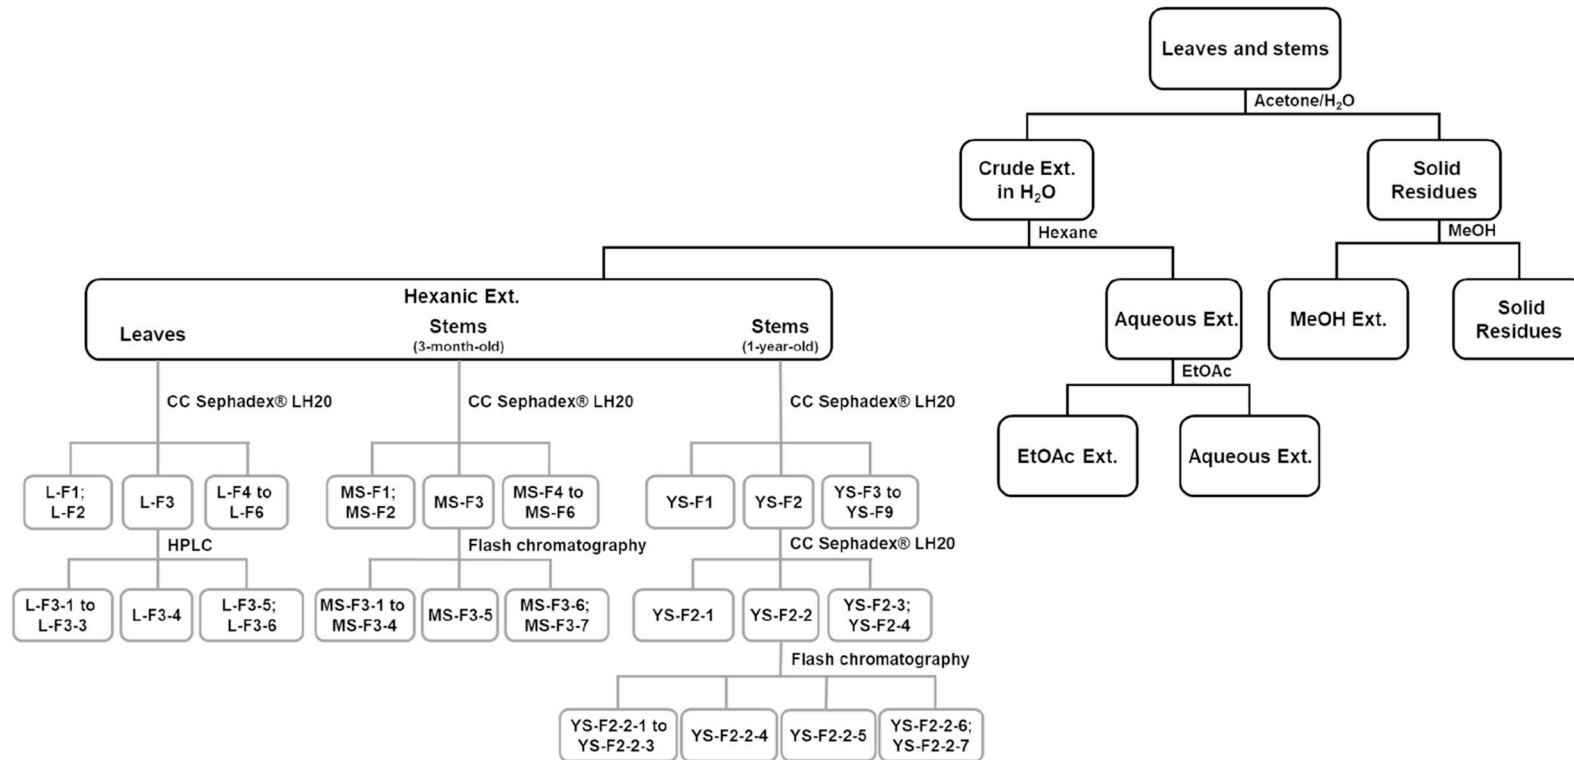 Leaves and stems
Acetone/H₂O
Crude Ext.
in H₂O
Solid
Residues
Hexane
MeOH
Hexanic Ext.
Leaves
Stems
(3-month-old)
Stems
(1-year-old)
Aqueous Ext.
MeOH Ext.
Solid
Residues
EtOAc
CC Sephadex® LH20
CC Sephadex® LH20
CC Sephadex® LH20
EtOAc Ext.
Aqueous Ext.
L-F1;
L-F2
L-F3
L-F4 to
L-F6
MS-F1;
MS-F2
MS-F3
MS-F4 to
MS-F6
YS-F1
YS-F2
YS-F3 to
YS-F9
HPLC
Flash chromatography
CC Sephadex® LH20
L-F3-1 to
L-F3-3
L-F3-4
L-F3-5;
L-F3-6
MS-F3-1 to
MS-F3-4
MS-F3-5
MS-F3-6;
MS-F3-7
YS-F2-1
YS-F2-2
YS-F2-3;
YS-F2-4
Flash chromatography
YS-F2-2-1 to
YS-F2-2-3
YS-F2-2-4
YS-F2-2-5
YS-F2-2-6;
YS-F2-2-7